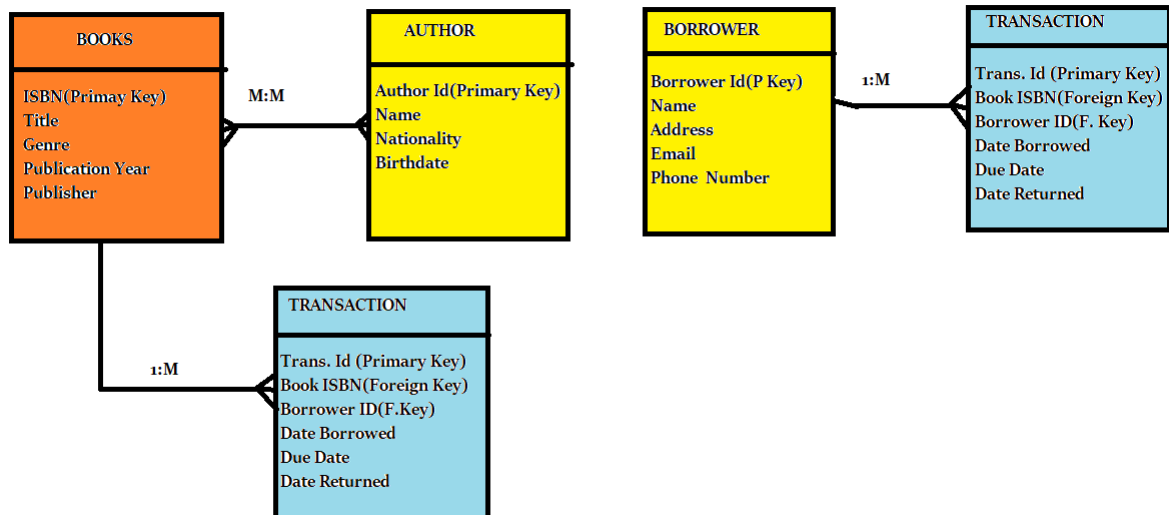 BOOKS
ISBN(Primay Key)
Title
Genre
Publication Year
Publisher
M:M
AUTHOR
Author Id(Primary Key)
Name
Nationality
Birthdate
BORROWER
Borrower Id(P Key)
Name
Address
Email
Phone Number
1:M
TRANSACTION
Trans. Id (Primary Key)
Book ISBN(Foreign Key)
Borrower ID(F. Key)
Date Borrowed
Due Date
Date Returned
1:M
TRANSACTION
Trans. Id (Primary Key)
Book ISBN(Foreign Key)
Borrower ID(F.Key)
Date Borrowed
Due Date
Date Returned